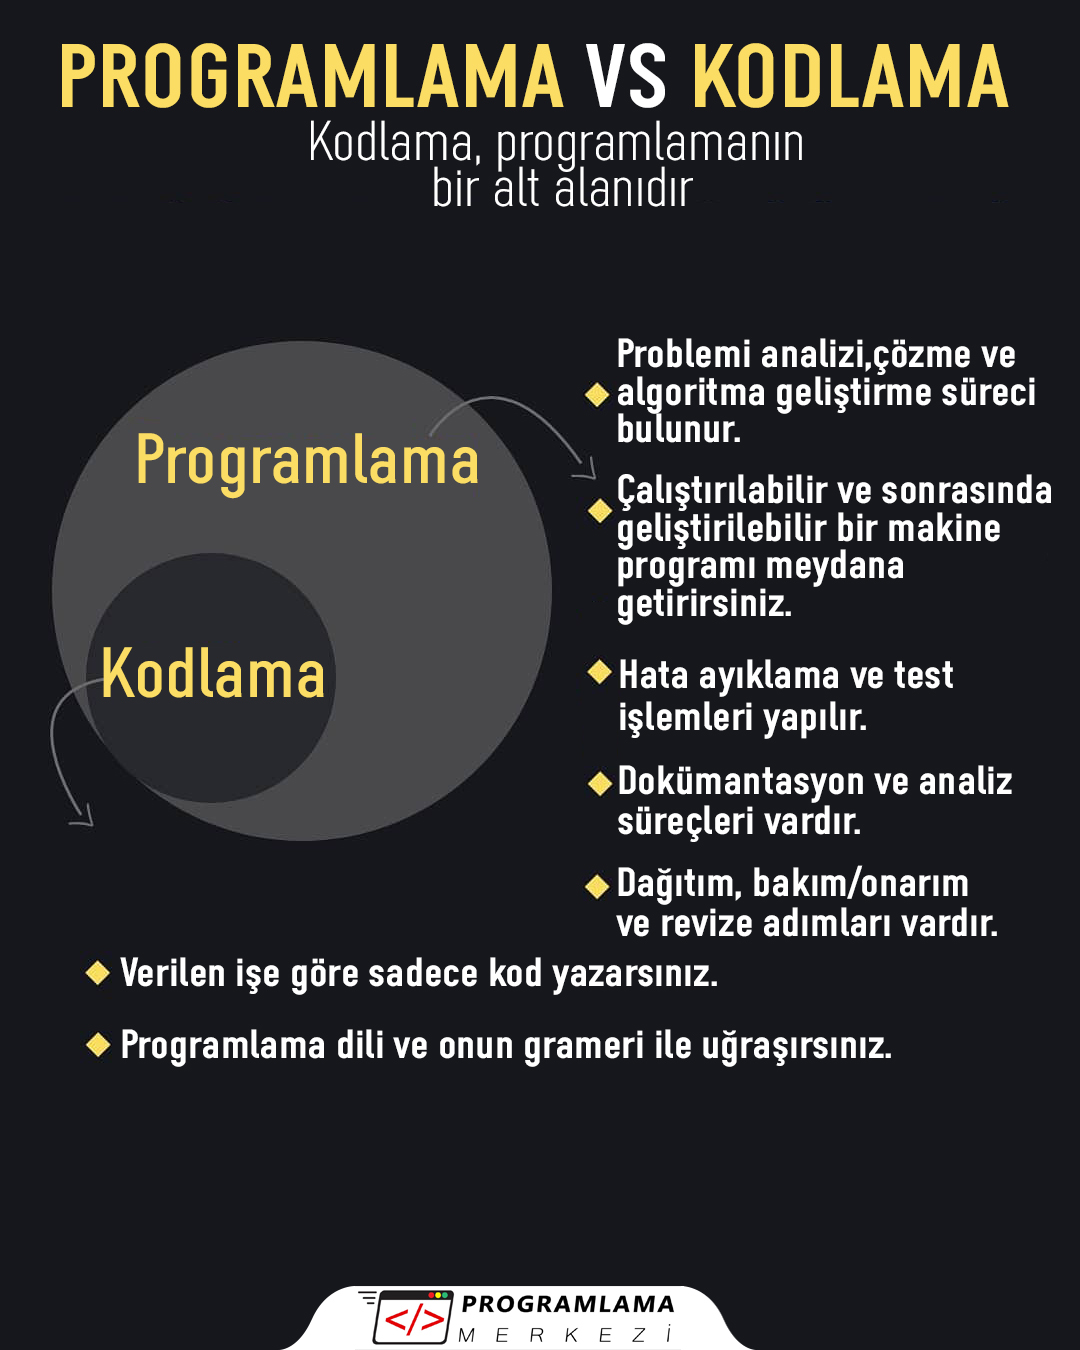 PROGRAMLAMA VS KODLAMA
Kodlama, programlamanın
bir alt alanıdır
Programlama
Kodlama
Problemi analizi,çözme ve
algoritma geliştirme süreci
bulunur.
Çalıştırılabilir ve sonrasında
geliştirilebilir bir makine
programı meydana
getirirsiniz.
Hata ayıklama ve test
işlemleri yapılır.
Dokümantasyon ve analiz
süreçleri vardır.
Dağıtım, bakım/onarım
ve revize adımları vardır.
Verilen işe göre sadece kod yazarsınız.
Programlama dili ve onun grameri ile uğraşırsınız.
</>
PROGRAMLAMA
MERKEZİ